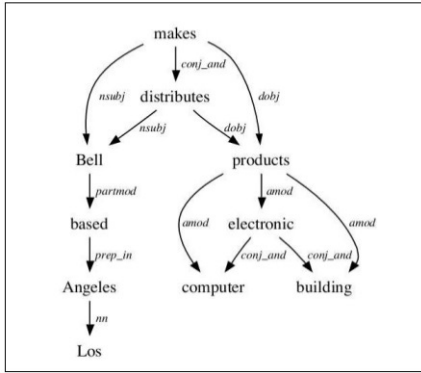 makes
conj_and
nsubj distributes dobj
nsubj dobj
Bell products
partmod amod
based amod electronic amod
prep_in conj_and conj_and
Angeles computer building
nn
Los